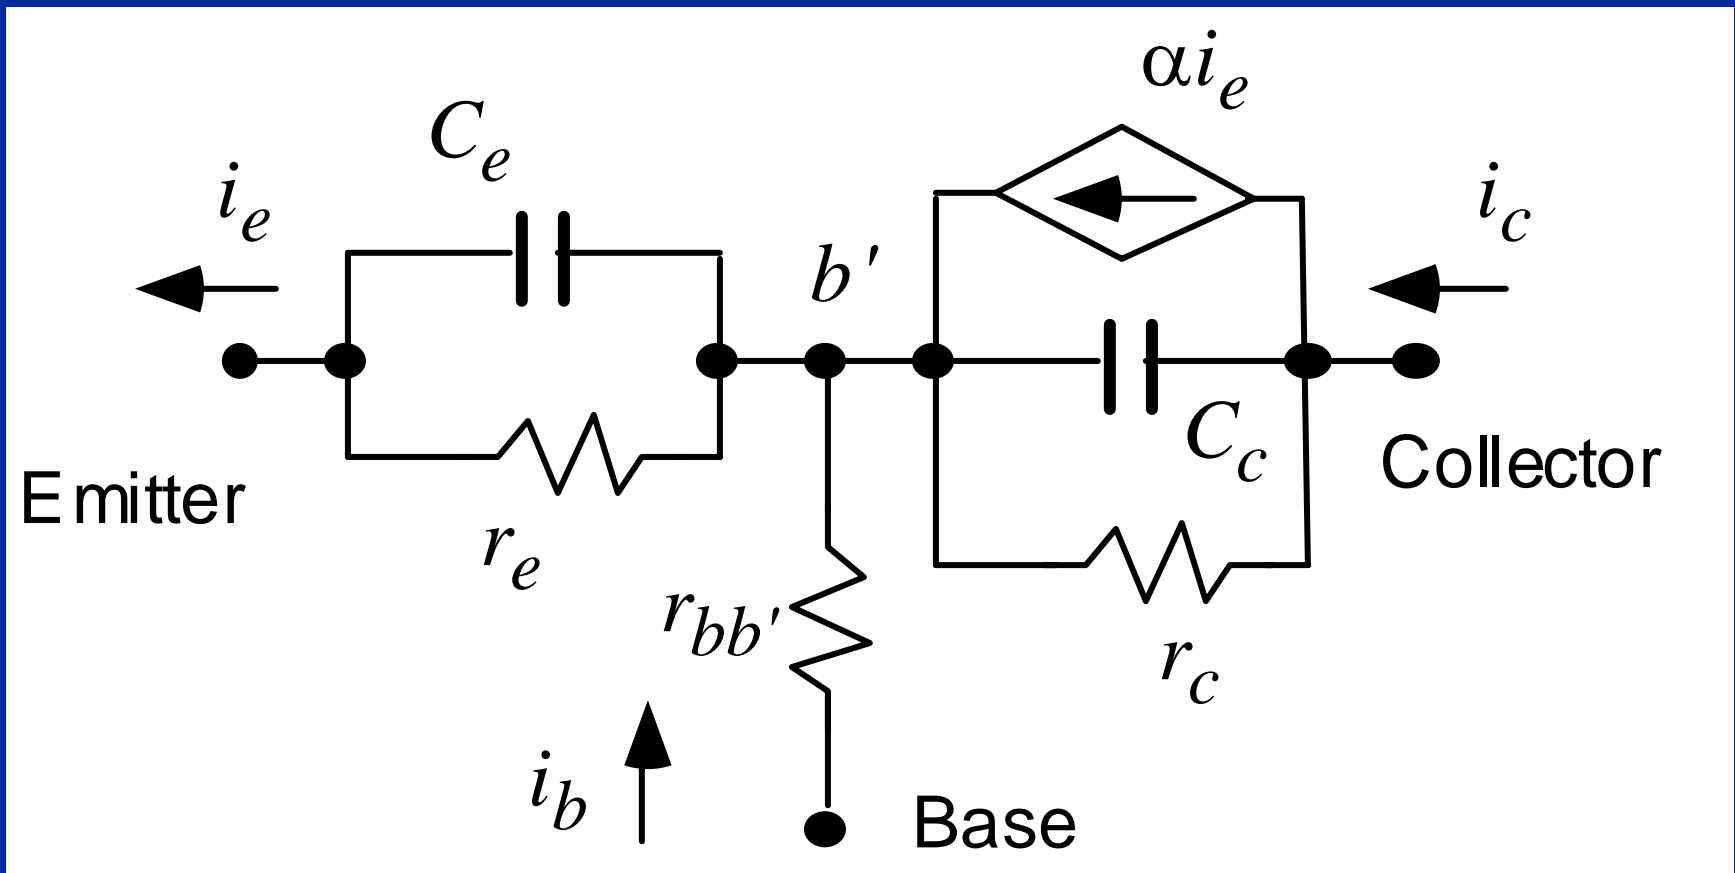 αi_e
C_e
i_e
i_c
b'
C_c
Collector
Emitter
r_e
r_bb'
r_c
i_b
Base